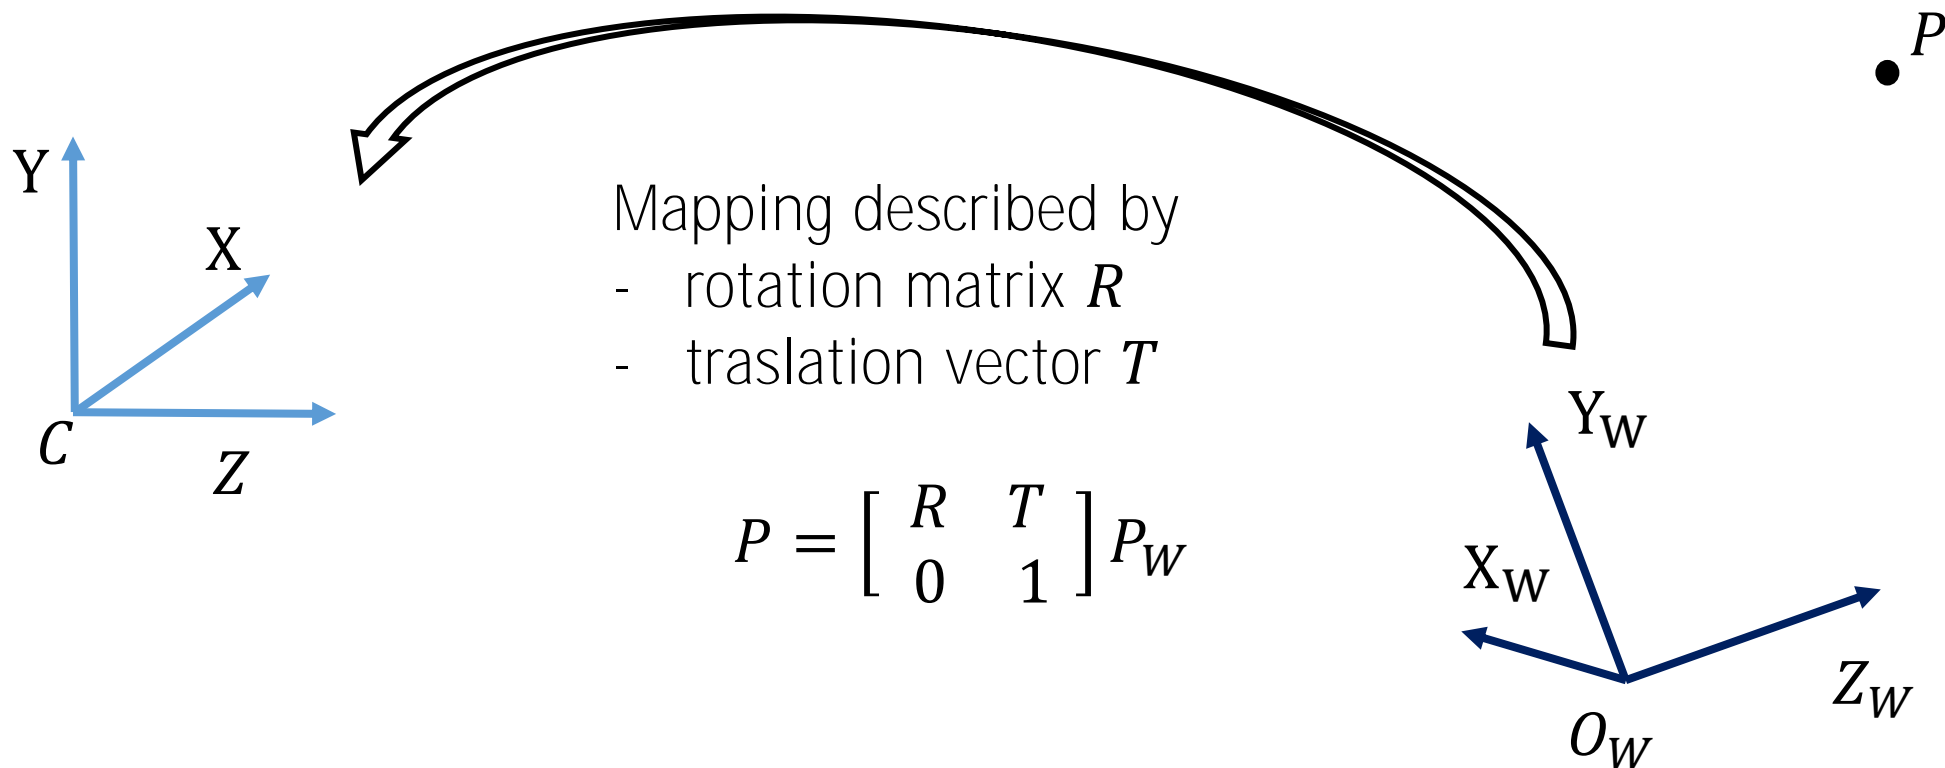 P
Y
X
C
Z
Mapping described by
- rotation matrix R
- traslation vector T
P = [ R T
0 1 ] P_W
Y_W
X_W
Z_W
O_W